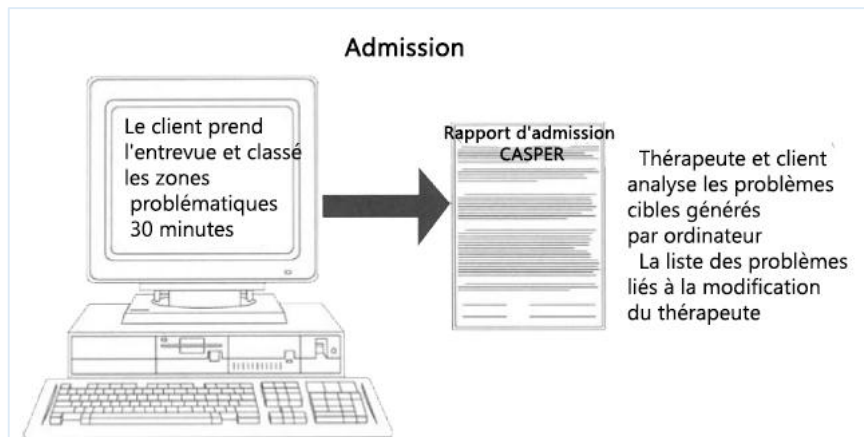 Admission
Le client prend
l'entrevue et classé
les zones
problématiques
30 minutes
Rapport d'admission
CASPER
Thérapeute et client
analyse les problèmes
cibles générés
par ordinateur
La liste des problèmes
liés à la modification
du thérapeute